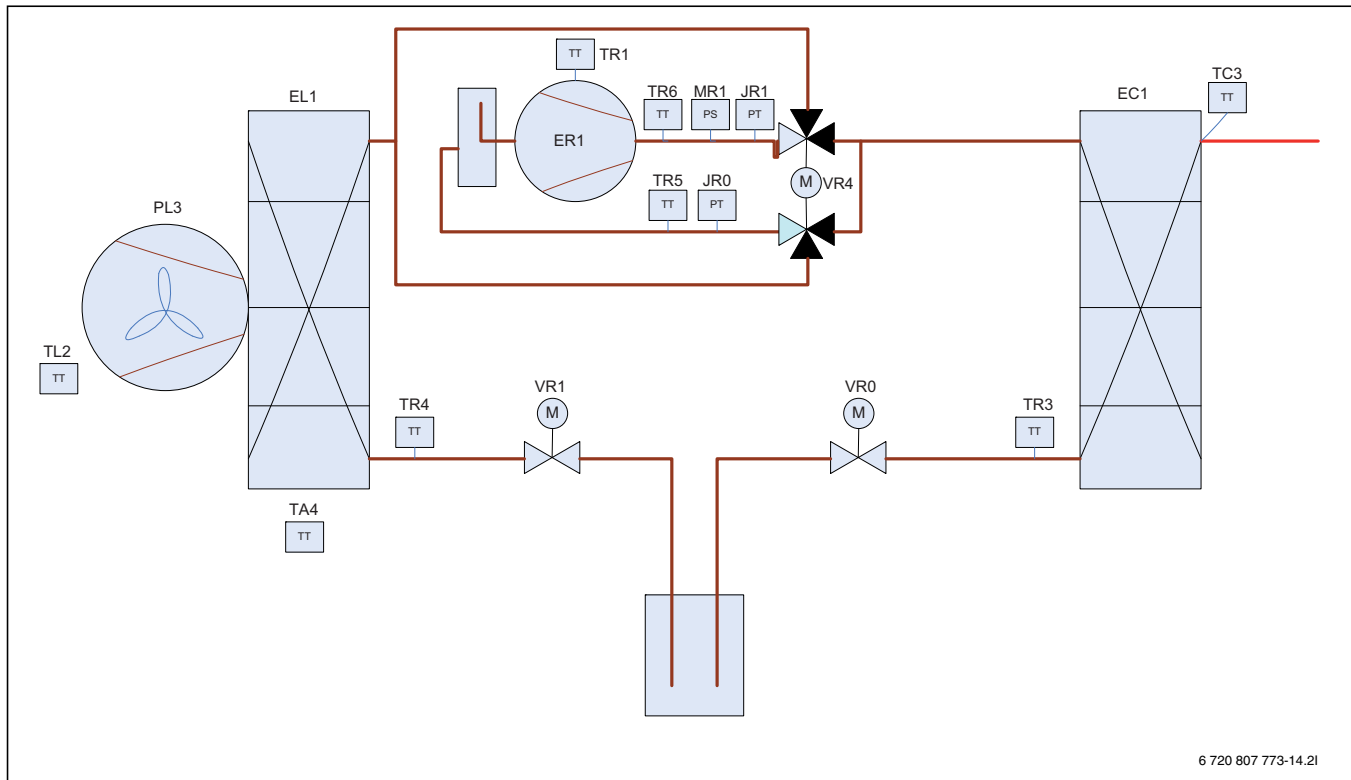 TT TR1
EL1
TR6 MR1 JR1
TT PS PT
ER1
TC3
TT
EC1
M VR4
TR5 JR0
TT PT
PL3
TL2
TT
TR4
TT
VR1
M
VR0
M
TR3
TT
TA4
TT
6 720 807 773-14.2I